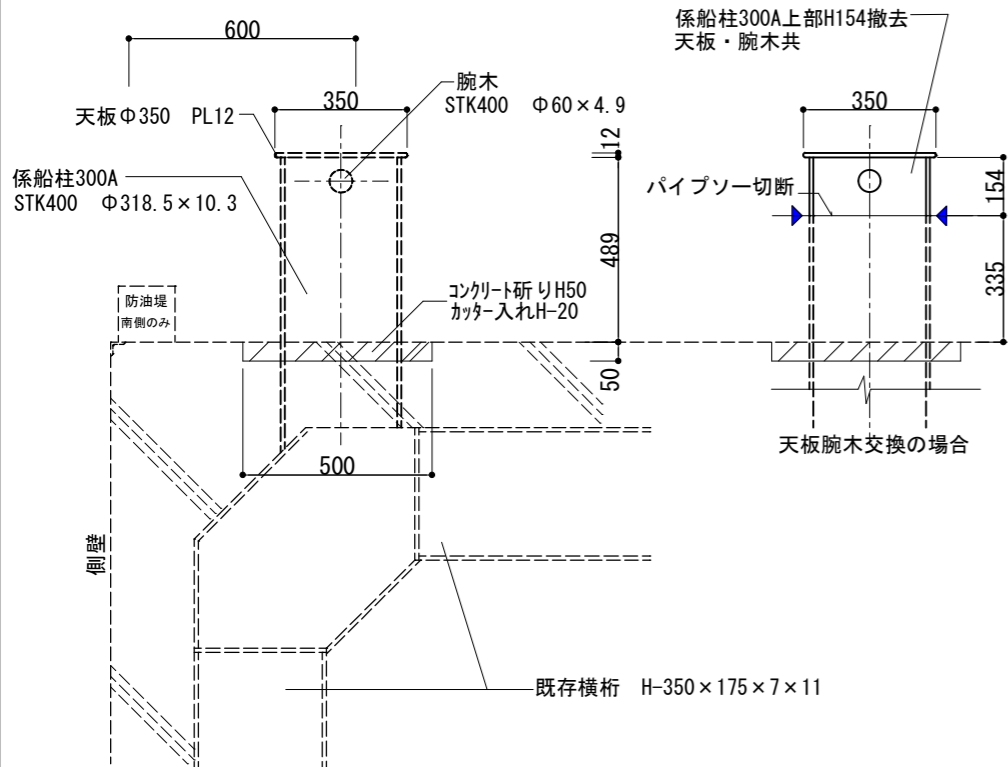 600
係船柱300A上部H154撤去
天板・腕木共
腕木
STK400 Φ60×4.9
350
天板Φ350 PL12
12
350
係船柱300A
STK400 Φ318.5×10.3
パイプソー切断
154
489
335
コンクリート斫りH50
カッター入れH-20
防油堤
南側のみ
50
天板腕木交換の場合
500
側壁
既存横桁 H-350×175×7×11